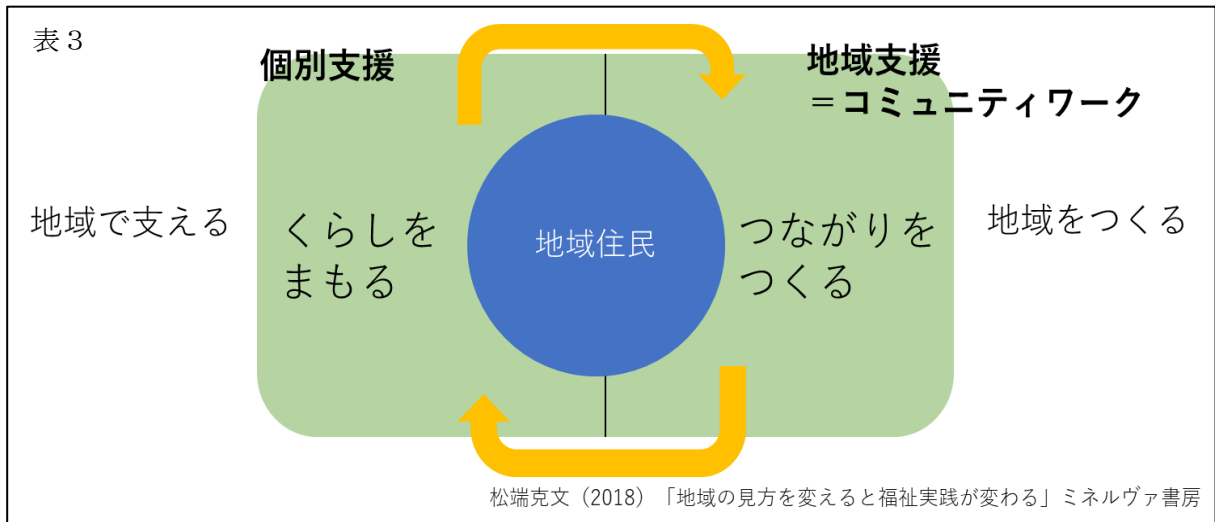 表３
個別支援
地域支援
＝コミュニティワーク
地域で支える
くらしを
まもる
地域住民
つながりを
つくる
地域をつくる
松端克文（2018）「地域の見方を変えると福祉実践が変わる」ミネルヴァ書房